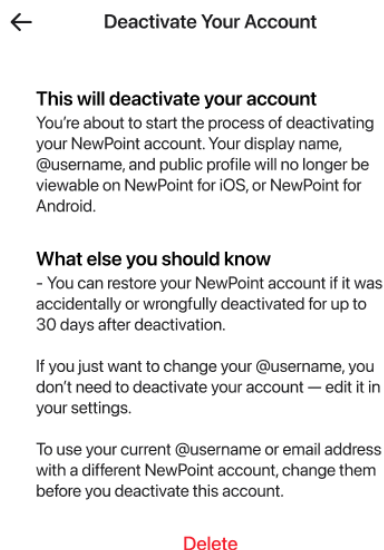 Deactivate Your Account
This will deactivate your account
You're about to start the process of deactivating
your NewPoint account. Your display name,
@username, and public profile will no longer be
viewable on NewPoint for iOS, or NewPoint for
Android.
What else you should know
- You can restore your NewPoint account if it was
accidentally or wrongfully deactivated for up to
30 days after deactivation.
If you just want to change your @username, you
don't need to deactivate your account — edit it in
your settings.
To use your current @username or email address
with a different NewPoint account, change them
before you deactivate this account.
Delete